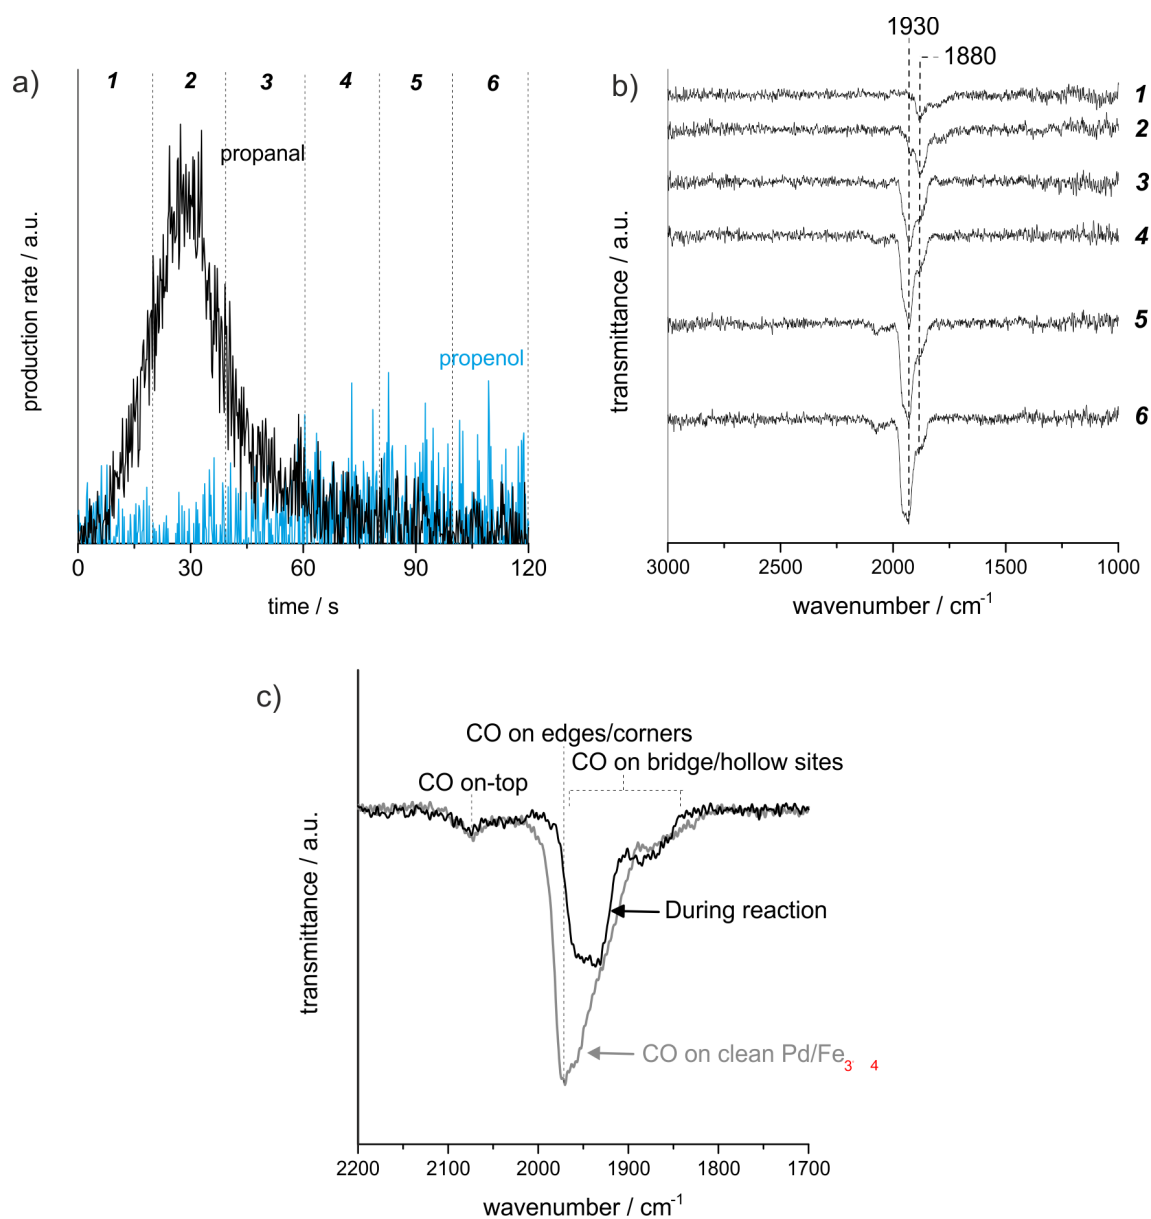 a)
1 2 3 4 5 6
propanal
propenol
production rate / a.u.
0 30 60 90 120
time / s
b)
1930
1880
1
2
3
4
5
6
transmittance / a.u.
3000 2500 2000 1500 1000
wavenumber / cm-1
c)
CO on edges/corners
CO on bridge/hollow sites
CO on-top
During reaction
CO on clean Pd/Fe3 4
transmittance / a.u.
2200 2100 2000 1900 1800 1700
wavenumber / cm-1